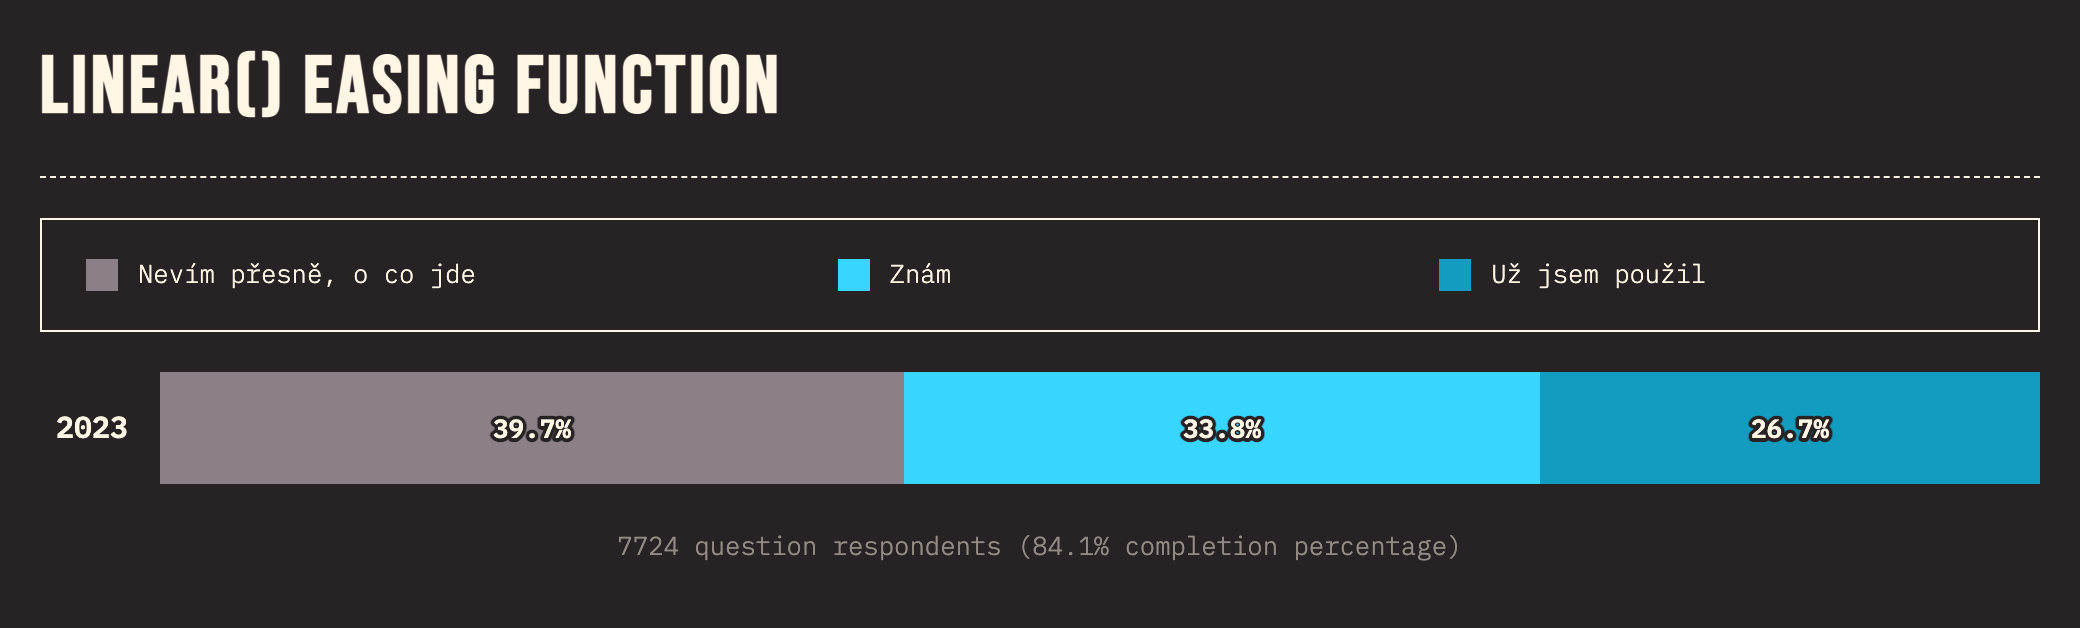 LINEAR() EASING FUNCTION
Nevím přesně, o co jde
Znám
Už jsem použil
2023 39.7% 33.8% 26.7%
7724 question respondents (84.1% completion percentage)